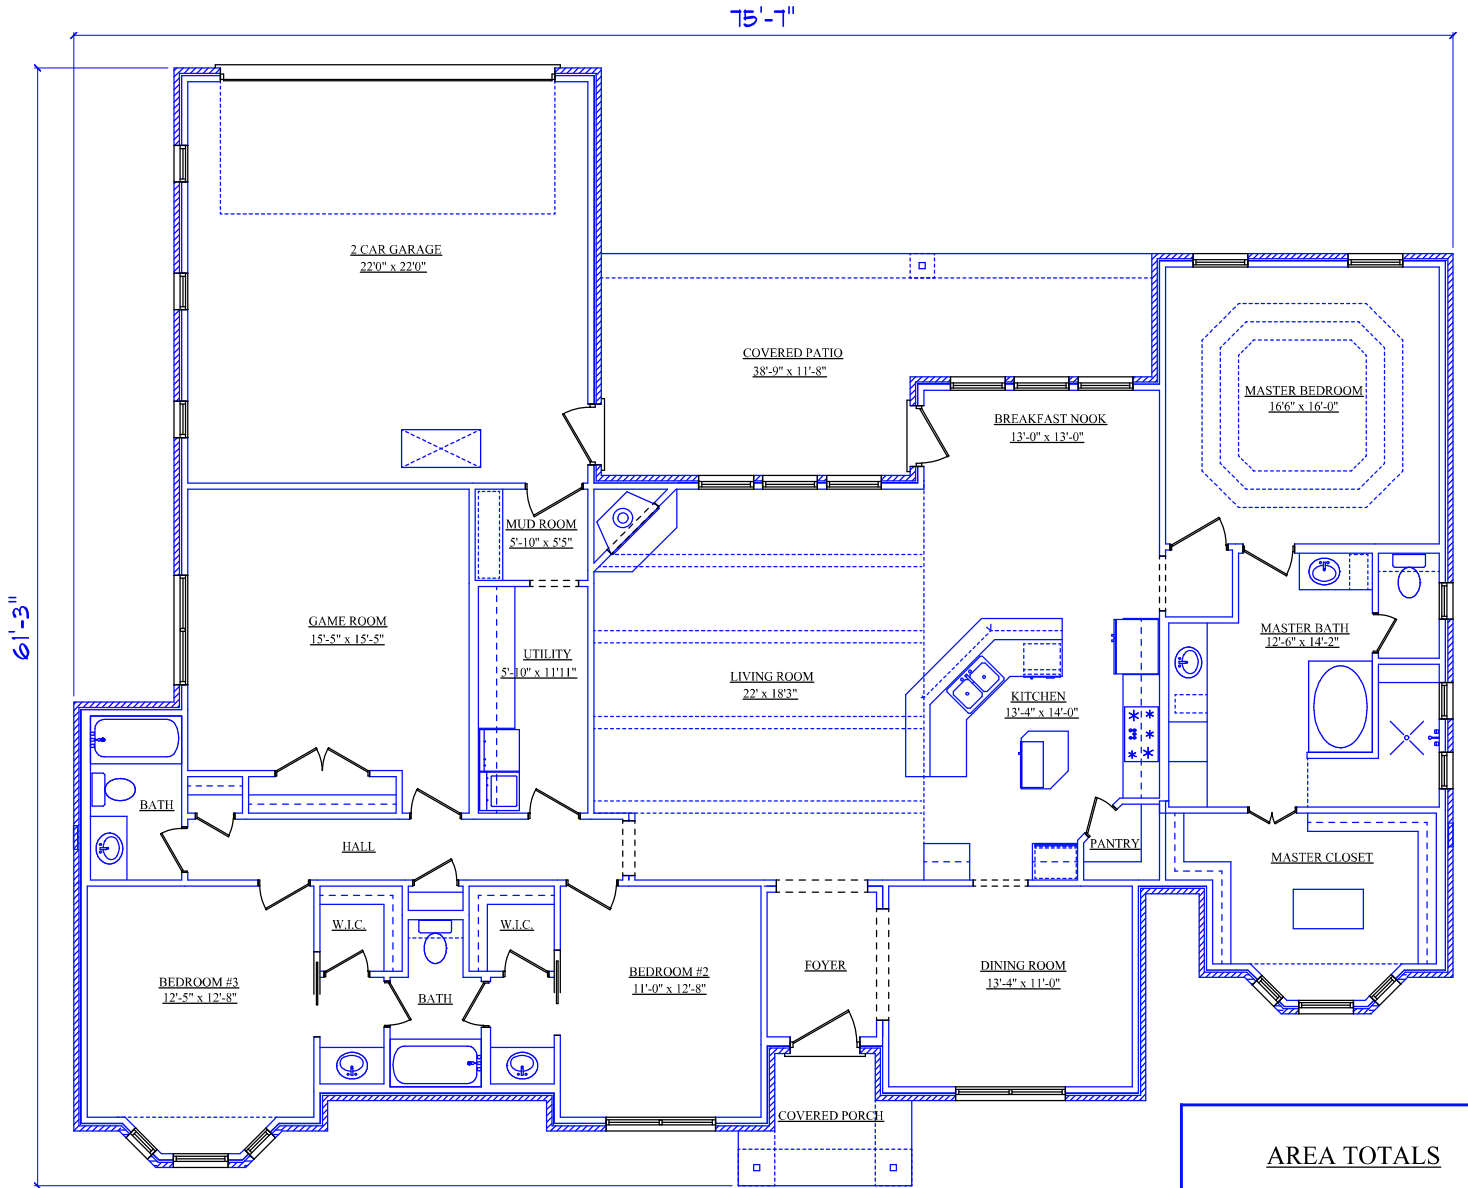 75'-7"
61'-3"
2 CAR GARAGE
22'0" x 22'0"
COVERED PATIO
38'-9" x 11'-8"
BREAKFAST NOOK
13'-0" x 13'-0"
MASTER BEDROOM
16'6" x 16'-0"
MUD ROOM
5'-10" x 5'5"
GAME ROOM
15'-5" x 15'-5"
UTILITY
5'-10" x 11'11"
LIVING ROOM
22' x 18'3"
KITCHEN
13'-4" x 14'-0"
MASTER BATH
12'-6" x 14'-2"
BATH
HALL
PANTRY
MASTER CLOSET
W.I.C.
W.I.C.
BEDROOM #3
12'-5" x 12'-8"
BATH
BEDROOM #2
11'-0" x 12'-8"
FOYER
DINING ROOM
13'-4" x 11'-0"
COVERED PORCH
AREA TOTALS